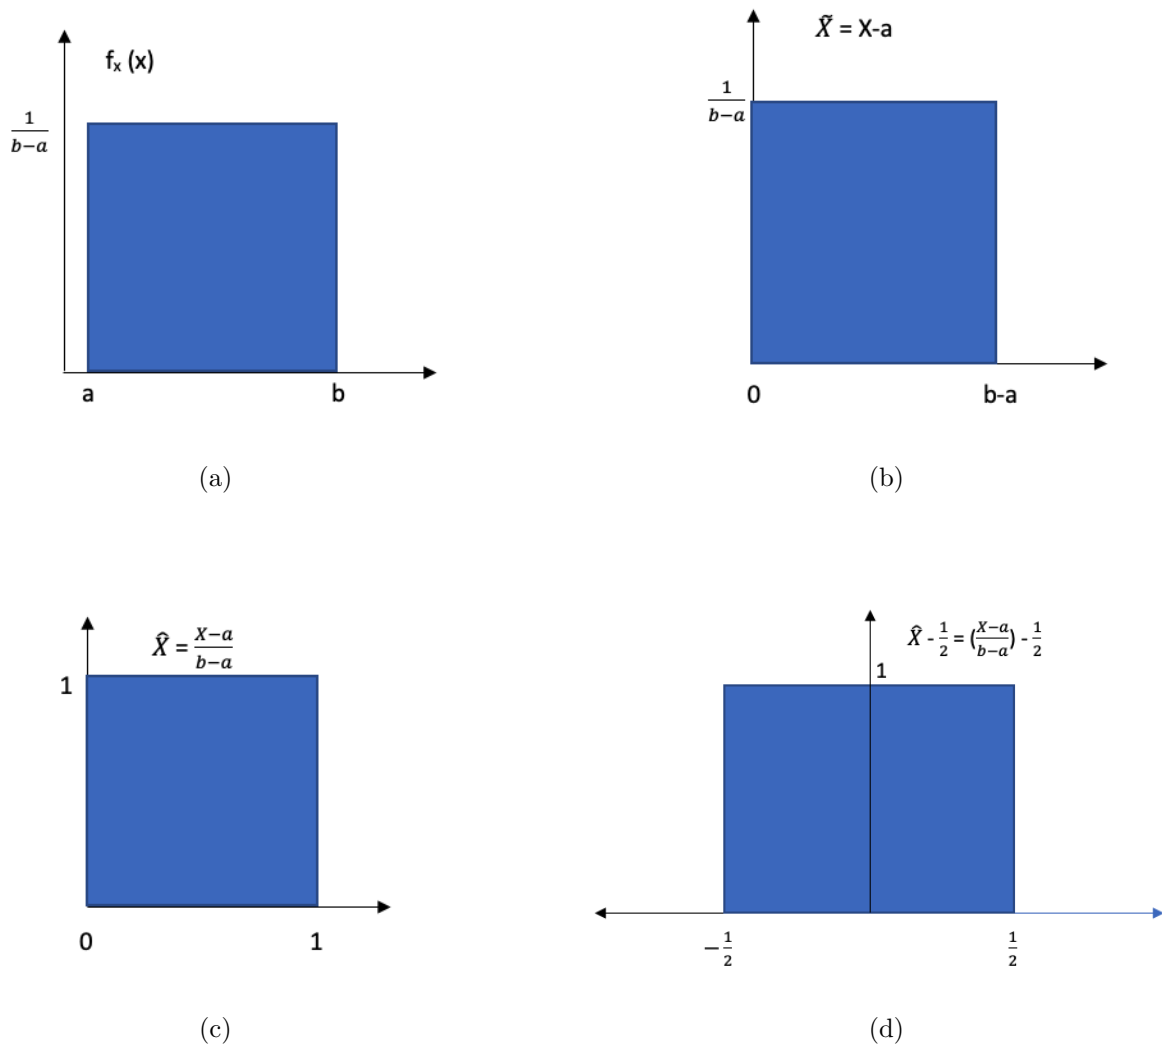 fₓ (x)
1/(b−a)
a b
(a)
X̃ = X-a
1/(b−a)
0 b-a
(b)
X̂ = (X−a)/(b−a)
1
0 1
(c)
X̂ - 1/2 = ((X−a)/(b−a)) - 1/2
1
−1/2 1/2
(d)